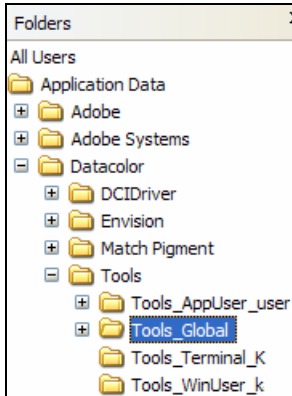 Folders
All Users
Application Data
Adobe
Adobe Systems
Datacolor
DCIDriver
Envision
Match Pigment
Tools
Tools_AppUser_user
Tools_Global
Tools_Terminal_K
Tools_WinUser_k